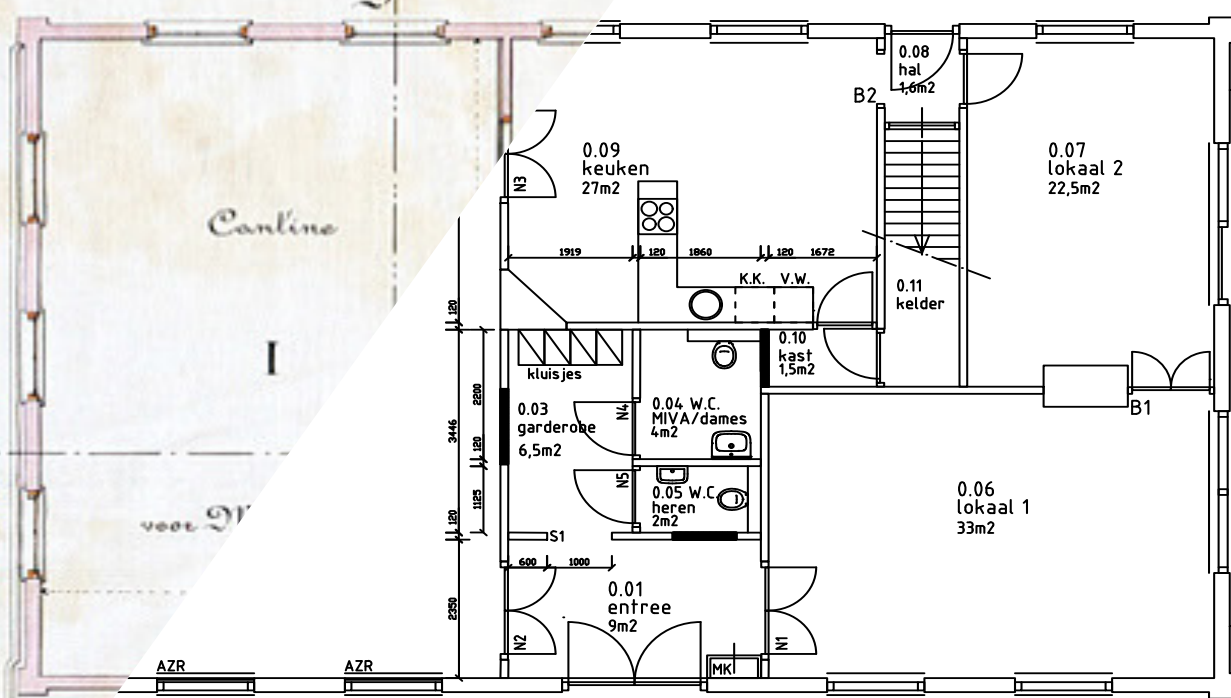 Cantine
I
voor
AZR
AZR
0.08
hal
1,6m2
B2
0.09
keuken
27m2
N3
0.07
lokaal 2
22,5m2
1919
120
1860
120
1672
K.K.
V.W.
0.11
kelder
120
0.10
kast
1,5m2
kluisjes
2200
3446
120
1125
120
2350
0.03
garderobe
6,5m2
N4
0.04 W.C.
MIVA/dames
4m2
B1
N5
0.05 W.C.
heren
2m2
0.06
lokaal 1
33m2
S1
600
1000
0.01
entree
9m2
N2
N1
MK